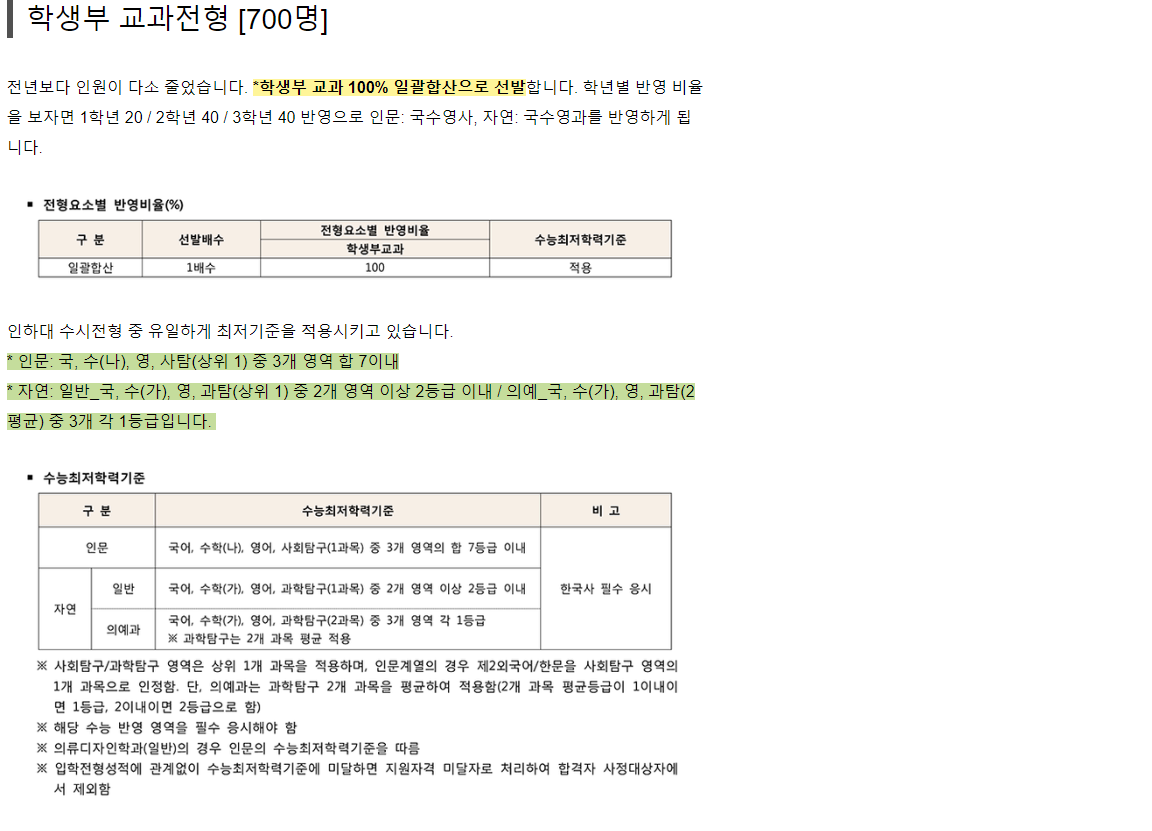 학생부 교과전형 [700명]
전년보다 인원이 다소 줄었습니다. *학생부 교과 100% 일괄합산으로 선발합니다. 학년별 반영 비율
을 보자면 1학년 20 / 2학년 40 / 3학년 40 반영으로 인문: 국수영사, 자연: 국수영과를 반영하게 됩
니다.
▪ 전형요소별 반영비율(%)
구 분 선발배수 전형요소별 반영비율 수능최저학력기준
학생부교과
일괄합산 1배수 100 적용
인하대 수시전형 중 유일하게 최저기준을 적용시키고 있습니다.
* 인문: 국, 수(나), 영, 사탐(상위 1) 중 3개 영역 합 7이내
* 자연: 일반_국, 수(가), 영, 과탐(상위 1) 중 2개 영역 이상 2등급 이내 / 의예_국, 수(가), 영, 과탐(2
평균) 중 3개 각 1등급입니다.
▪ 수능최저학력기준
구 분 수능최저학력기준 비 고
인문 국어, 수학(나), 영어, 사회탐구(1과목) 중 3개 영역의 합 7등급 이내
자연 일반 국어, 수학(가), 영어, 과학탐구(1과목) 중 2개 영역 이상 2등급 이내 한국사 필수 응시
의예과 국어, 수학(가), 영어, 과학탐구(2과목) 중 3개 영역 각 1등급
※ 과학탐구는 2개 과목 평균 적용
※ 사회탐구/과학탐구 영역은 상위 1개 과목을 적용하며, 인문계열의 경우 제2외국어/한문을 사회탐구 영역의
1개 과목으로 인정함. 단, 의예과는 과학탐구 2개 과목을 평균하여 적용함(2개 과목 평균등급이 1이내이
면 1등급, 2이내이면 2등급으로 함)
※ 해당 수능 반영 영역을 필수 응시해야 함
※ 의류디자인학과(일반)의 경우 인문의 수능최저학력기준을 따름
※ 입학전형성적에 관계없이 수능최저학력기준에 미달하면 지원자격 미달자로 처리하여 합격자 사정대상자에
서 제외함